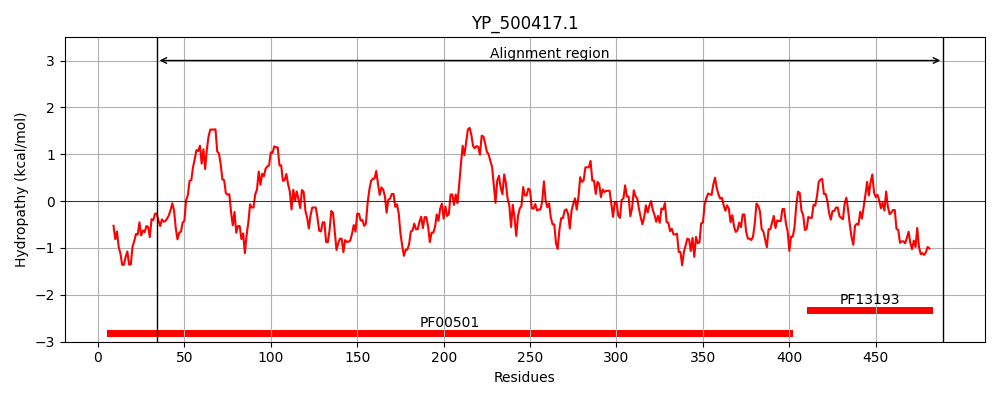 YP_500417.1
Alignment region
Hydropathy (kcal/mol)
3
2
1
0
−1
−2
−3
PF13193
PF00501
0 50 100 150 200 250 300 350 400 450
Residues